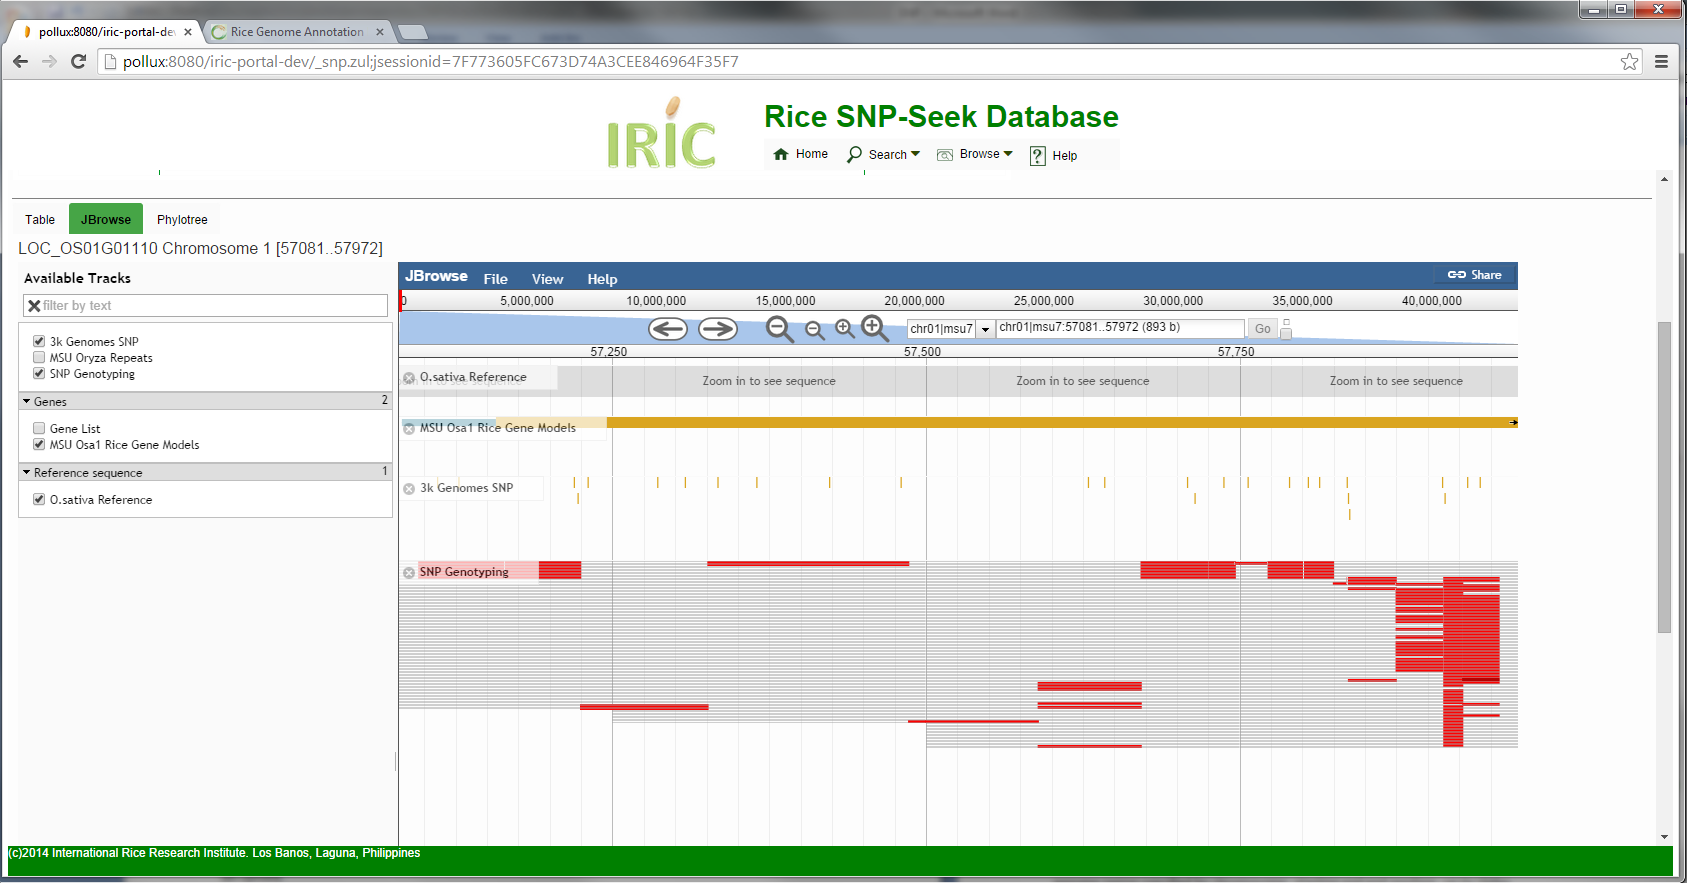 pollux:8080/iric-portal-de
Rice Genome Annotation
pollux:8080/iric-portal-dev/_snp.zul;jsessionid=7F773605FC673D74A3CEE846964F35F7
IRIC
Rice SNP-Seek Database
Home Search Browse Help
Table JBrowse Phylotree
LOC_OS01G01110 Chromosome 1 [57081..57972]
Available Tracks
filter by text
3k Genomes SNP
MSU Oryza Repeats
SNP Genotyping
Genes 2
Gene List
MSU Osa1 Rice Gene Models
Reference sequence 1
O.sativa Reference
JBrowse File View Help Share
0 5,000,000 10,000,000 15,000,000 20,000,000 25,000,000 30,000,000 35,000,000 40,000,000
chr01|msu7 chr01|msu7:57081..57972 (893 b) Go
57,250 57,500 57,750
O.sativa Reference
Zoom in to see sequence Zoom in to see sequence Zoom in to see sequence
MSU Osa1 Rice Gene Models
3k Genomes SNP
SNP Genotyping
(c)2014 International Rice Research Institute. Los Banos, Laguna, Philippines